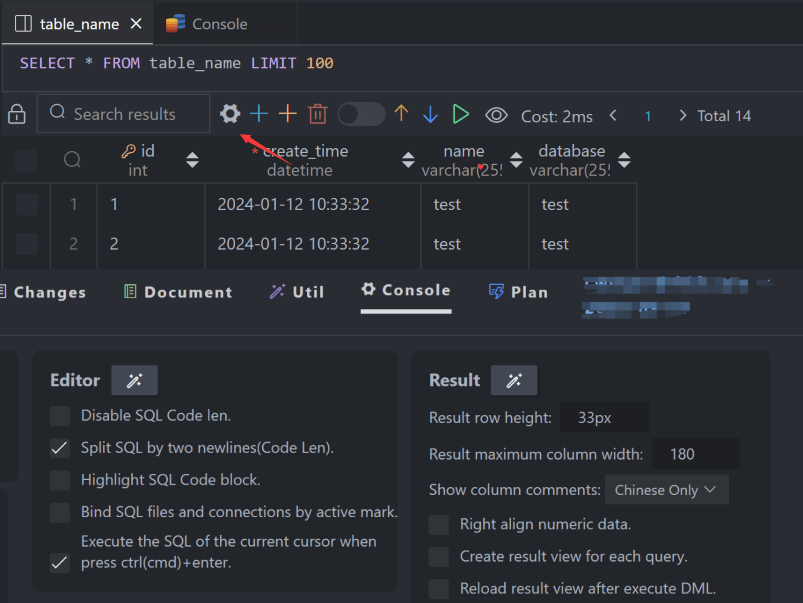 table_name
Console
SELECT * FROM table_name LIMIT 100
Search results
Cost: 2ms
1
Total 14
id
int
* create_time
datetime
name
varchar(255
database
varchar(255
1
1
2024-01-12 10:33:32
test
test
2
2
2024-01-12 10:33:32
test
test
Changes
Document
Util
Console
Plan
Editor
Disable SQL Code len.
Split SQL by two newlines(Code Len).
Highlight SQL Code block.
Bind SQL files and connections by active mark.
Execute the SQL of the current cursor when
press ctrl(cmd)+enter.
Result
Result row height: 33px
Result maximum column width: 180
Show column comments: Chinese Only
Right align numeric data.
Create result view for each query.
Reload result view after execute DML.